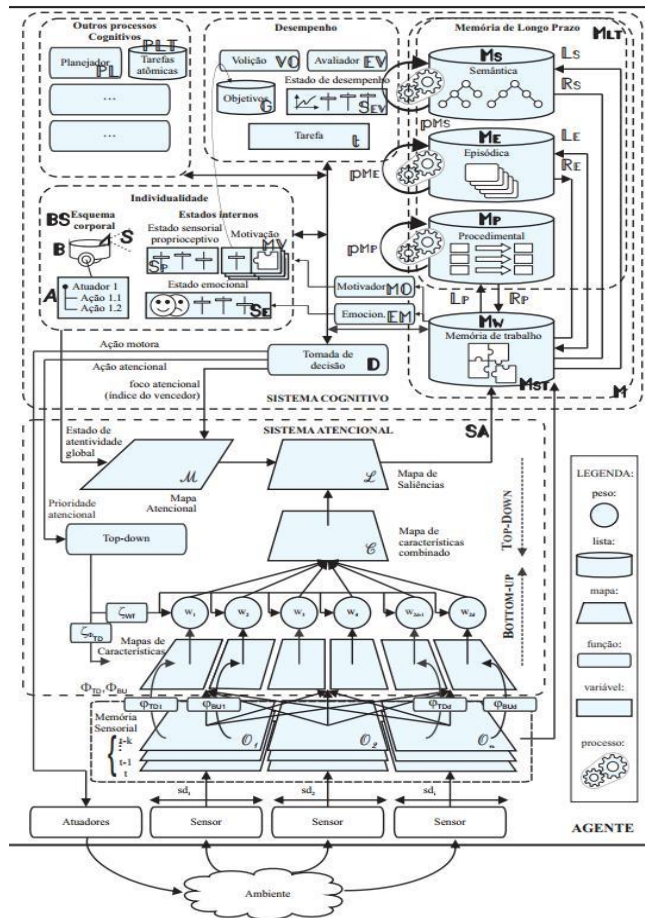 Outros processos
Cognitivos
Planejador
PL
PLT
Tarefas
atômicas
...
...
Desempenho
Volição VO
Avaliador EV
Objetivos
G
Estado de desempenho
SEV
Tarefa t
Memória de Longo Prazo MLT
MS
Semântica
LS
RS
pMS
ME
Episódica
LE
RE
pME
MP
Procedimental
pMP
LP
RP
Individualidade
BS
Esquema
corporal
B
S
A
Atuador 1
Ação 1.1
Ação 1.2
Estados internos
Estado sensorial
proprioceptivo
SP
Motivação
MV
Estado emocional
SE
Motivador MO
Emocion. EM
MW
Memória de trabalho
MST
M
Ação motora
Ação atencional
Tomada de
decisão
D
foco atencional
(índice do vencedor)
SISTEMA COGNITIVO
SISTEMA ATENCIONAL
SA
Estado de
atentividade
global
ℳ
Mapa
Atencional
ℒ
Mapa de
Saliências
Prioridade
atencional
Top-down
𝒞
Mapa de
características
combinado
TOP-DOWN
BOTTOM-UP
ζWf
ζΦTD
w1
w2
w3
w2d
Mapas de
Características
ΦTD,ΦBU
φTD1
φBU1
φTDd
φBUd
Memória
Sensorial
t-k
⋮
t-1
t
𝒪1
𝒪2
𝒪n
sd1
sd2
sdi
Atuadores
Sensor
Sensor
Sensor
Ambiente
AGENTE
LEGENDA:
peso:
lista:
mapa:
função:
variável:
processo: